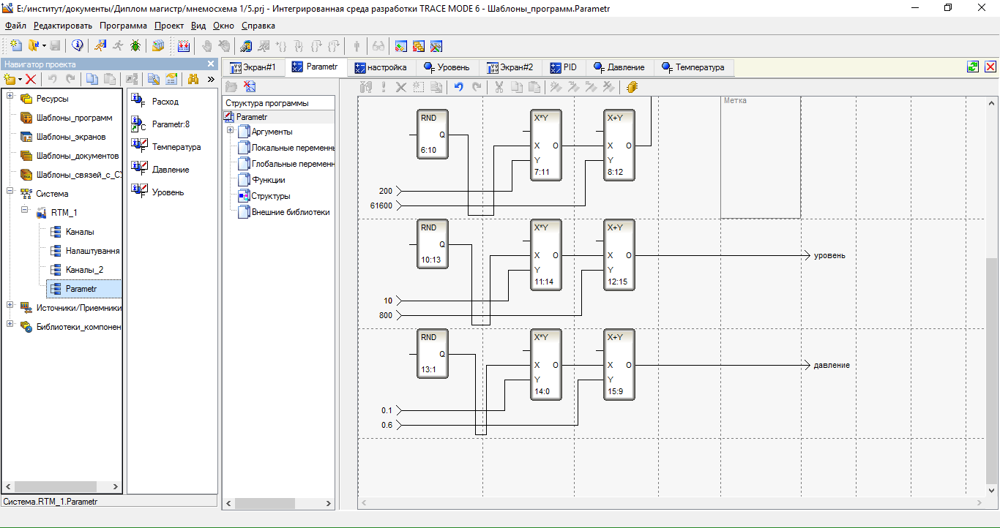 E:/институт/документы/Диплом магистр/мнемосхема 1/5.prj - Интегрированная среда разработки TRACE MODE 6 - Шаблоны_программ.Parametr
Файл Редактировать Программа Проект Вид Окно Справка
Навигатор проекта
Ресурсы
Шаблоны_программ
Шаблоны_экранов
Шаблоны_документов
Шаблоны_связей_с_С
Система
RTM_1
Каналы
Налаштування
Каналы_2
Parametr
Источники/Приемники
Библиотеки_компонен
Система.RTM_1.Parametr
Расход
Parametr:8
Температура
Давление
Уровень
Экран#1 Parametr настройка Уровень Экран#2 PID Давление Температура
Структура программы
Parametr
Аргументы
Локальные переменны
Глобальные переменн
Функции
Структуры
Внешние библиотеки
Метка
RND X*Y X+Y
Q
X O X O
6:10 Y Y
7:11 8:12
200
61600
RND X*Y X+Y
Q
X O X O уровень
10:13 Y Y
11:14 12:15
10
800
RND X*Y X+Y
Q
X O X O давление
13:1 Y Y
14:0 15:9
0.1
0.6